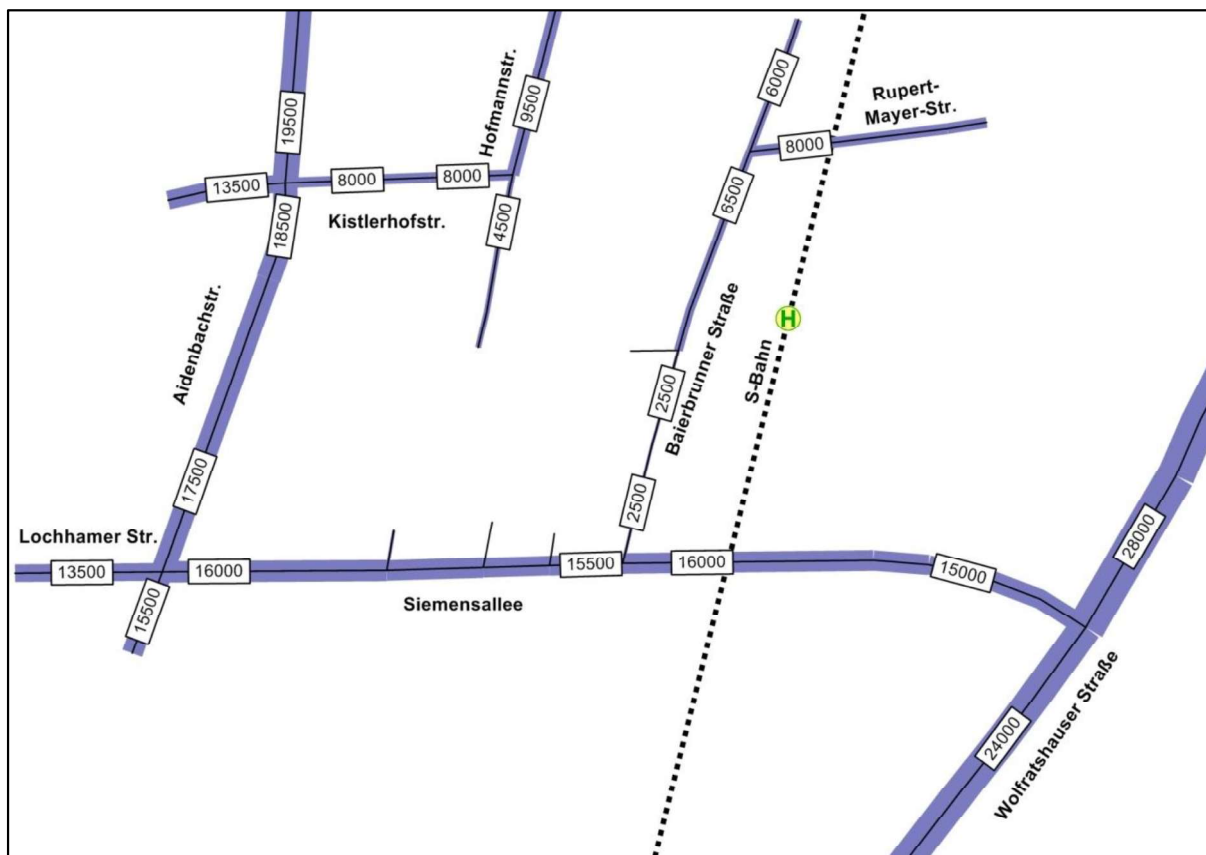 19500
Hofmannstr.
9500
6000
Rupert-
Mayer-Str.
8000
13500
8000
8000
18500
Kistlerhofstr.
4500
6500
Aidenbachstr.
H
S-Bahn
Baierbrunner Straße
2500
2500
17500
Lochhamer Str.
13500
16000
15500
16000
15000
28000
15500
Siemensallee
24000
Wolfratshauser Straße